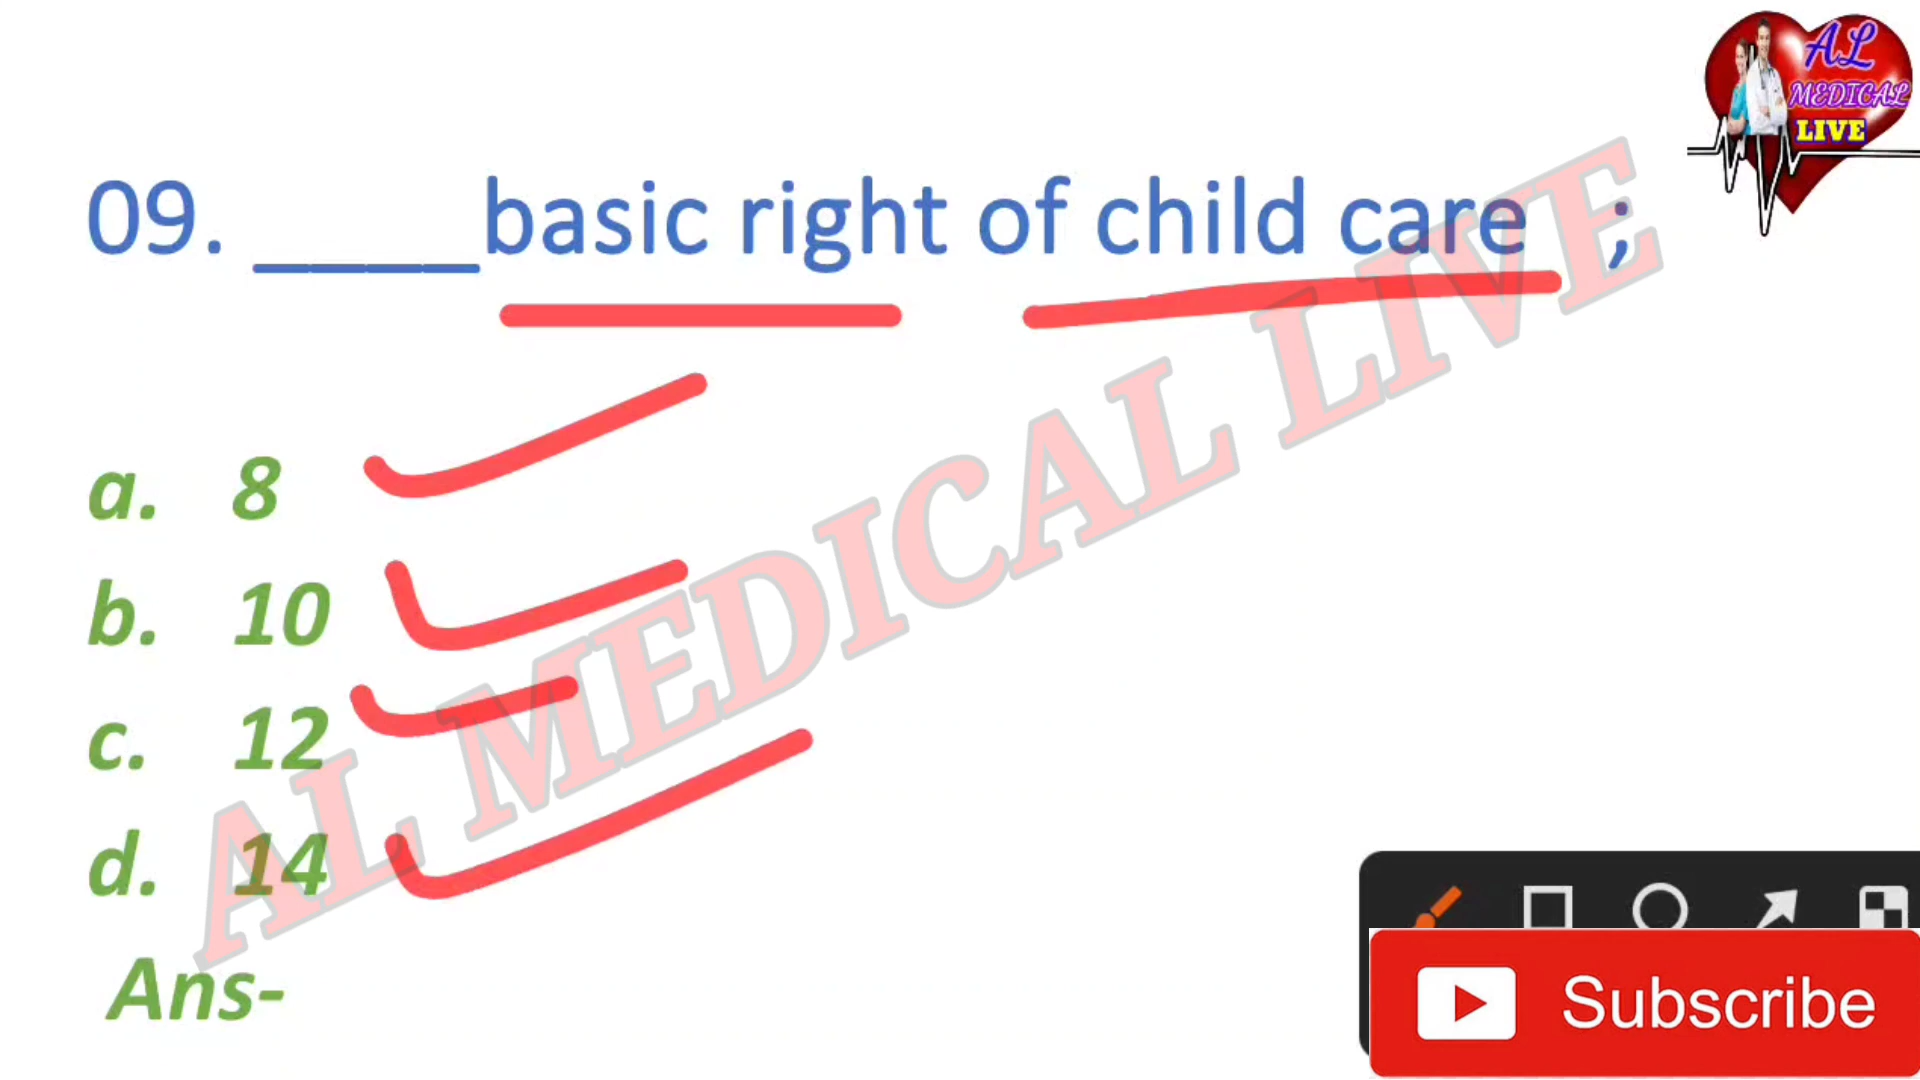 AL
MEDICAL
LIVE
09. ____basic right of child care ;
a. 8
b. 10
c. 12
d. 14
Ans-
AL MEDICAL LIVE
Subscribe